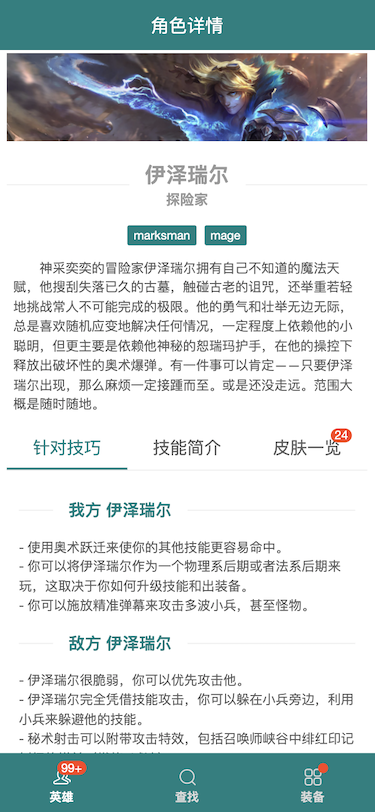 角色详情
伊泽瑞尔
探险家
marksman mage
神采奕奕的冒险家伊泽瑞尔拥有自己不知道的魔法天
赋，他搜刮失落已久的古墓，触碰古老的诅咒，还举重若轻
地挑战常人不可能完成的极限。他的勇气和壮举无边无际，
总是喜欢随机应变地解决任何情况，一定程度上依赖他的小
聪明，但更主要是依赖他神秘的恕瑞玛护手，在他的操控下
释放出破坏性的奥术爆弹。有一件事可以肯定——只要伊泽
瑞尔出现，那么麻烦一定接踵而至。或是还没走远。范围大
概是随时随地。
针对技巧 技能简介 皮肤一览 24
我方 伊泽瑞尔
- 使用奥术跃迁来使你的其他技能更容易命中。
- 你可以将伊泽瑞尔作为一个物理系后期或者法系后期来
玩，这取决于你如何升级技能和出装备。
- 你可以施放精准弹幕来攻击多波小兵，甚至怪物。
敌方 伊泽瑞尔
- 伊泽瑞尔很脆弱，你可以优先攻击他。
- 伊泽瑞尔完全凭借技能攻击，你可以躲在小兵旁边，利用
小兵来躲避他的技能。
- 秘术射击可以附带攻击特效，包括召唤师峡谷中绯红印记
99+
英雄 查找 装备